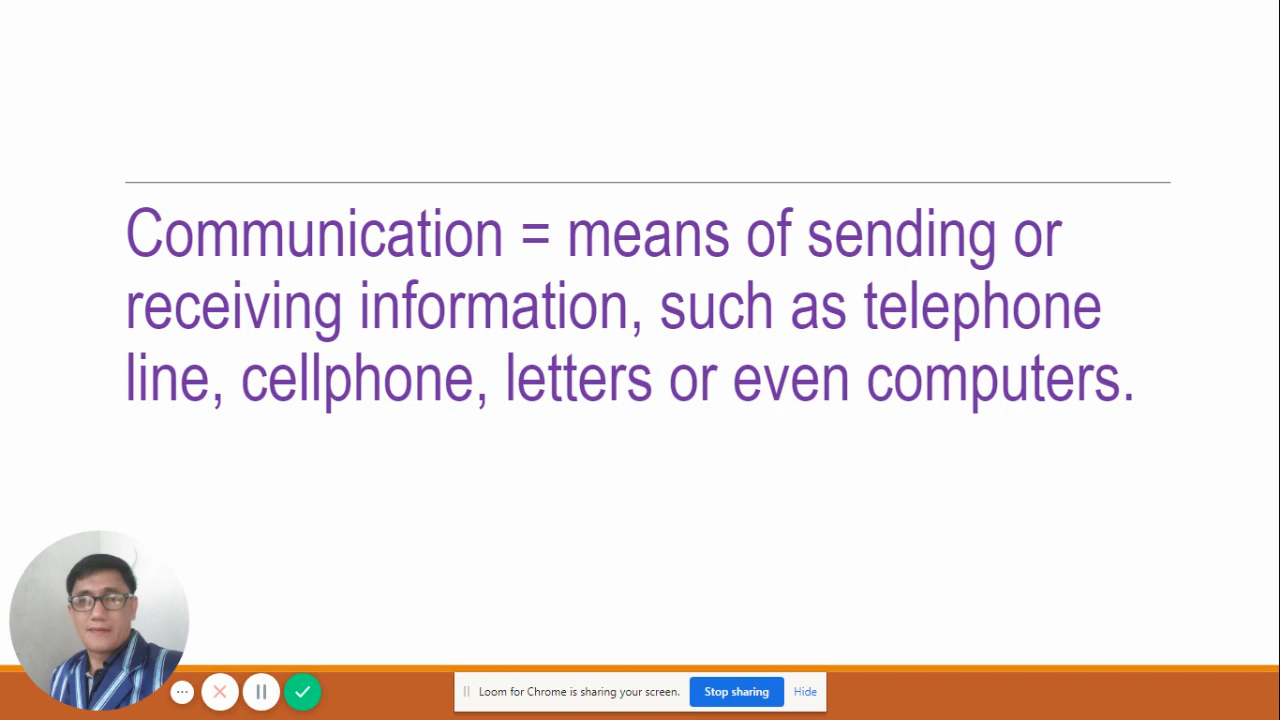 Communication = means of sending or
receiving information, such as telephone
line, cellphone, letters or even computers.
Loom for Chrome is sharing your screen. Stop sharing Hide